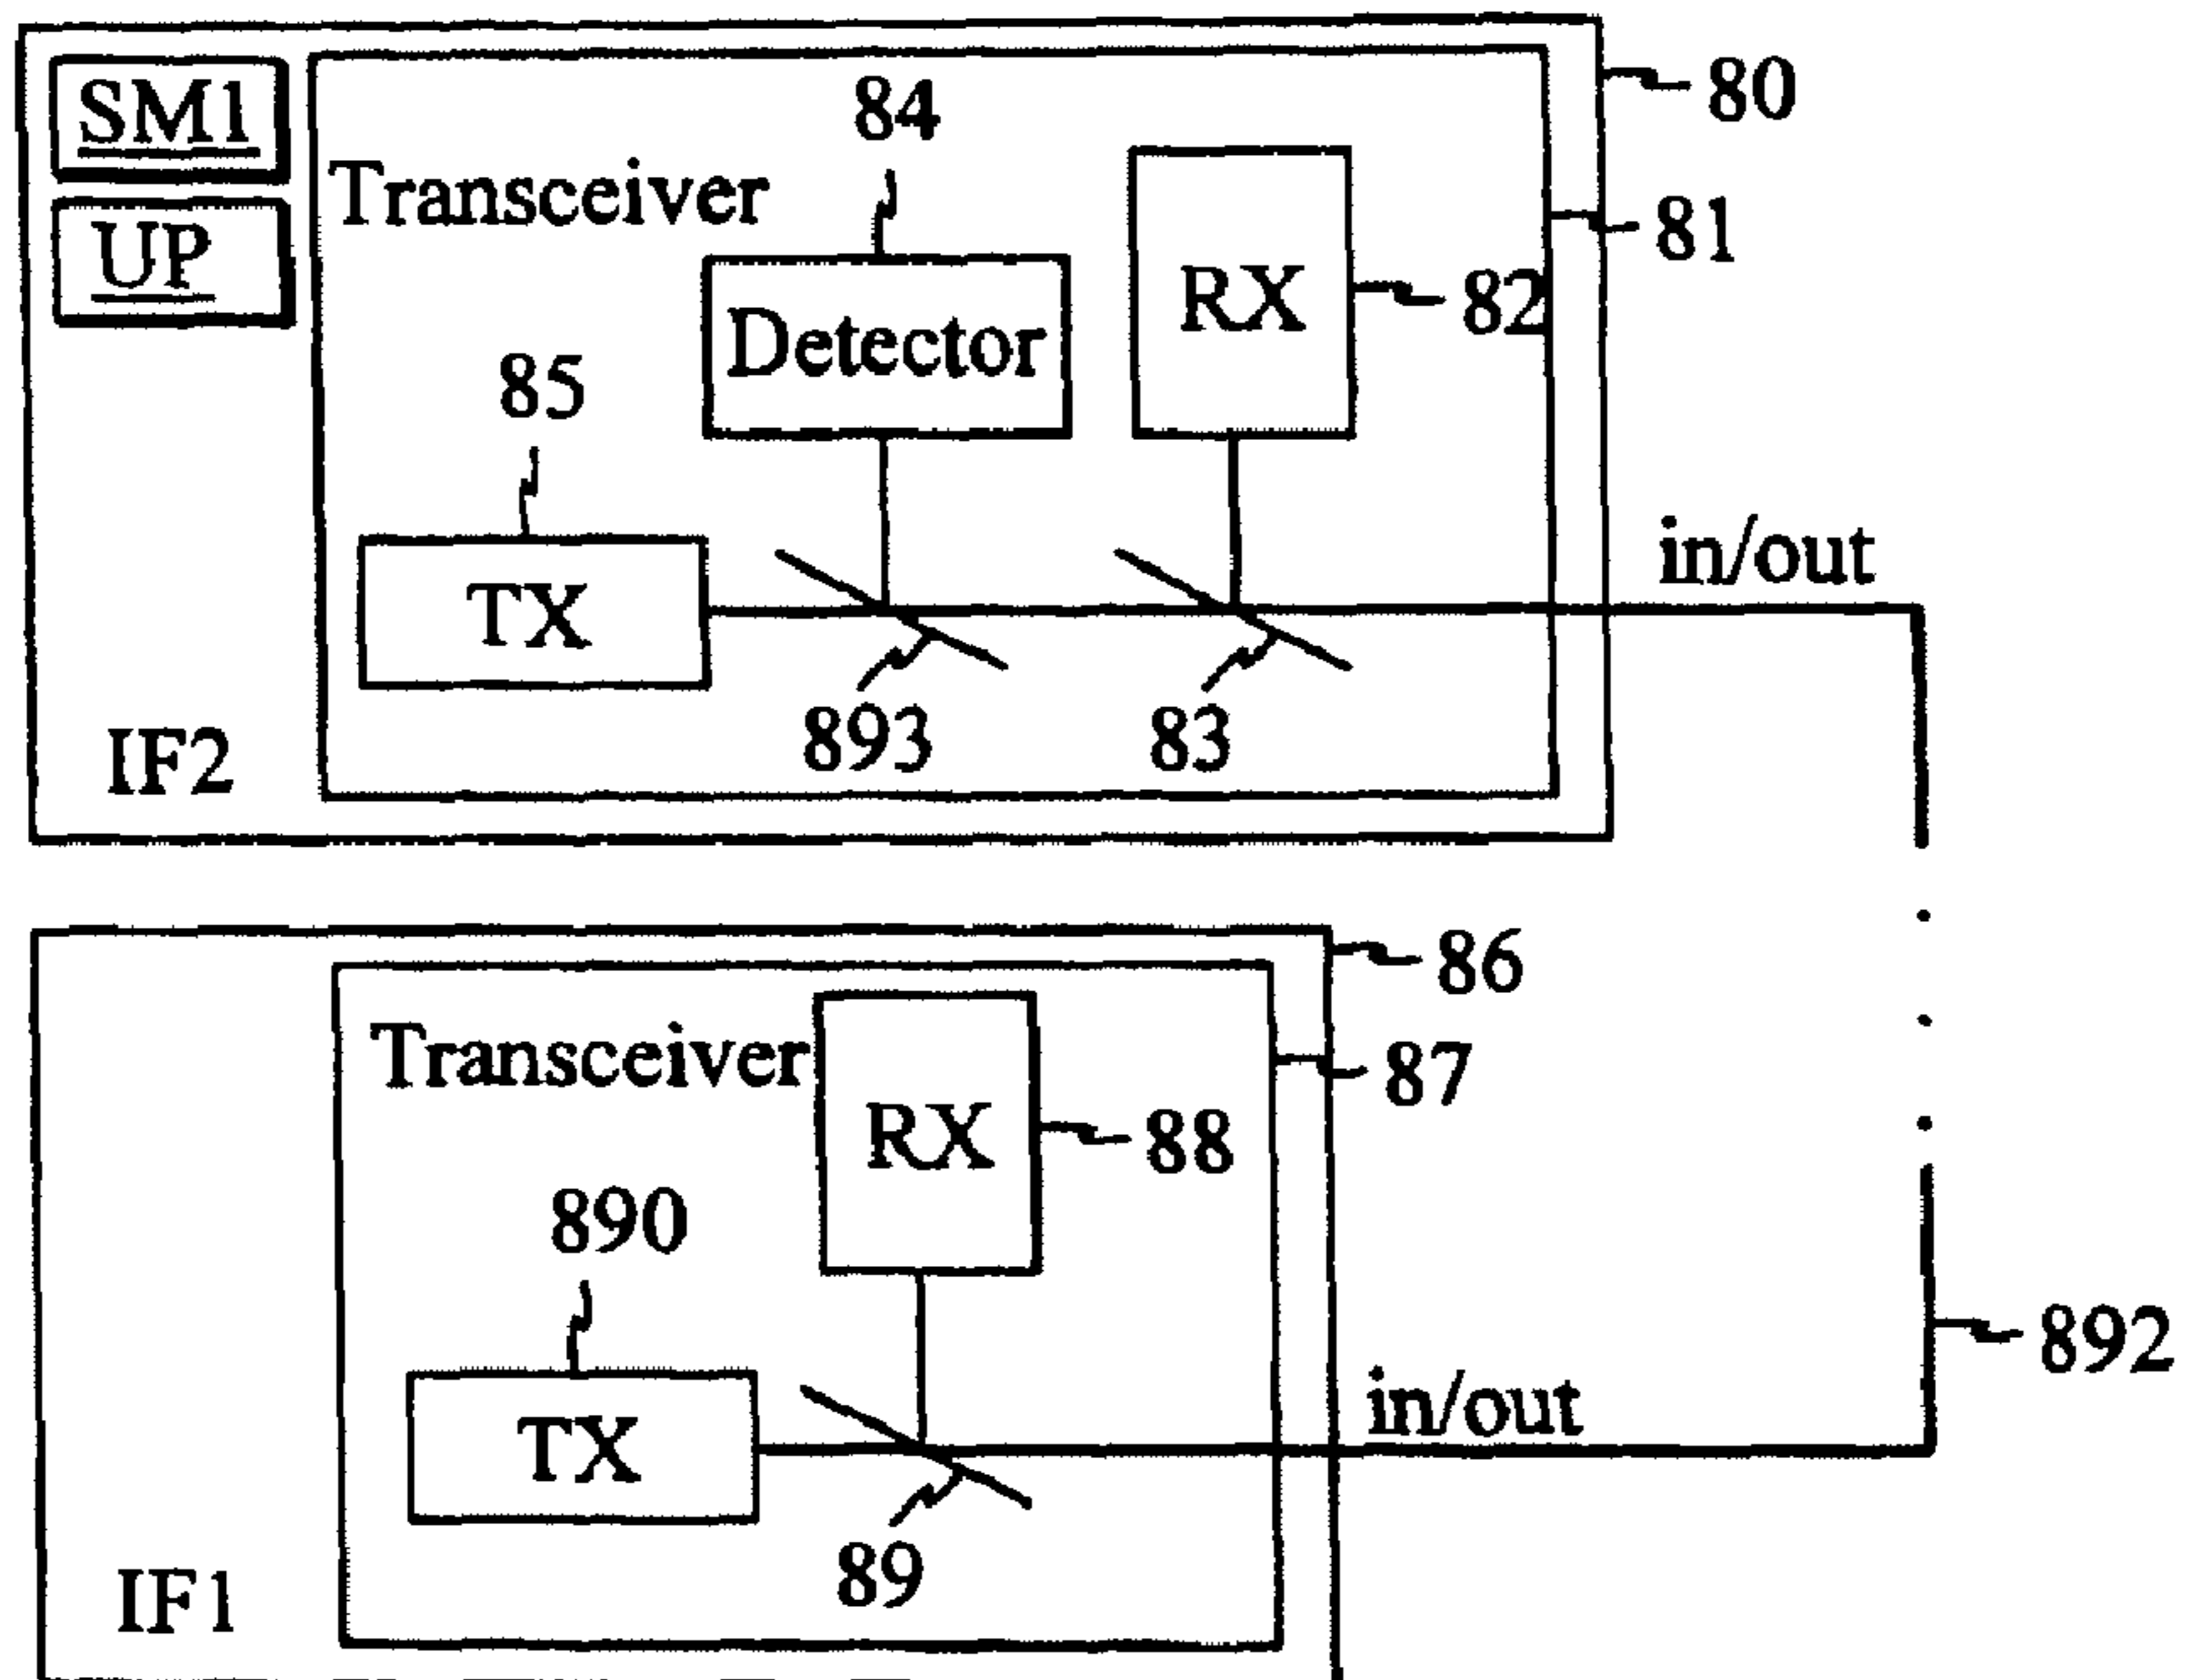 SM1
UP
Transceiver
84
80
81
RX
82
Detector
85
in/out
TX
893
83
IF2
86
Transceiver
87
RX
88
890
892
in/out
TX
89
IF1